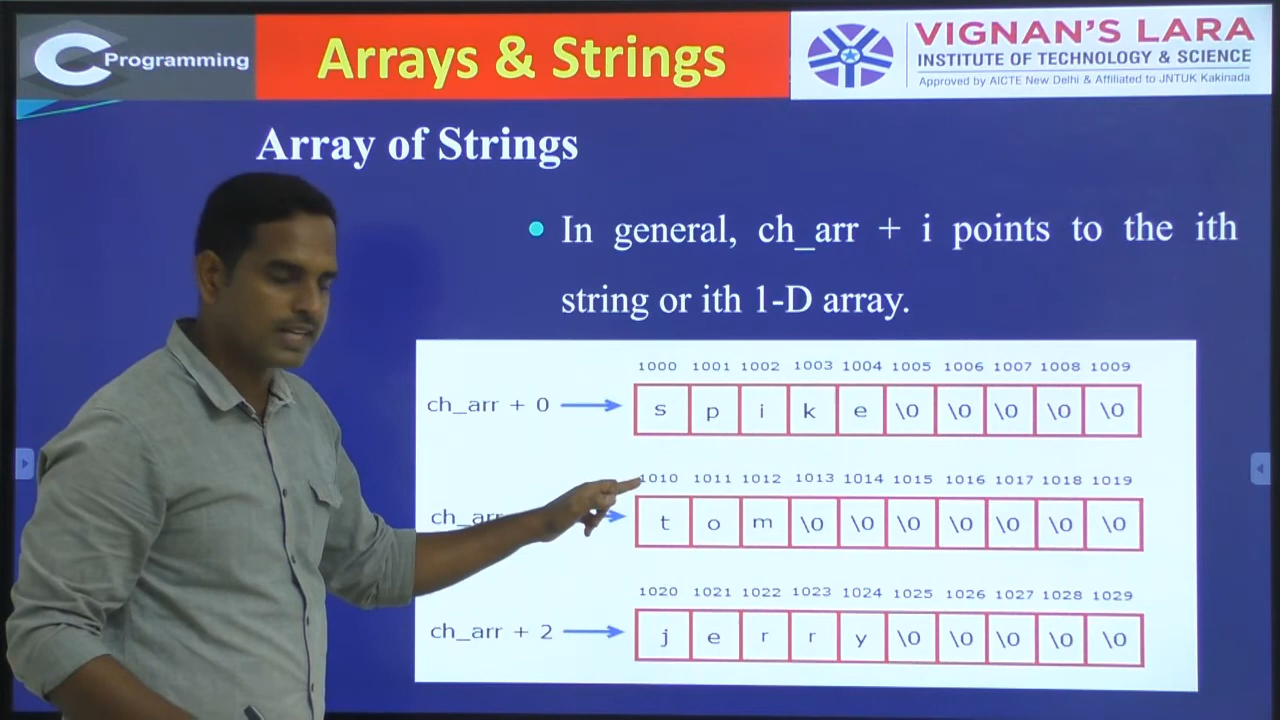 C Programming
Arrays & Strings
VIGNAN'S LARA
INSTITUTE OF TECHNOLOGY & SCIENCE
Approved by AICTE New Delhi & Affiliated to JNTUK Kakinada
Array of Strings
In general, ch_arr + i points to the ith
string or ith 1-D array.
1000 1001 1002 1003 1004 1005 1006 1007 1008 1009
ch_arr + 0 s p i k e \0 \0 \0 \0 \0
1010 1011 1012 1013 1014 1015 1016 1017 1018 1019
ch_arr t o m \0 \0 \0 \0 \0 \0 \0
1020 1021 1022 1023 1024 1025 1026 1027 1028 1029
ch_arr + 2 j e r r y \0 \0 \0 \0 \0